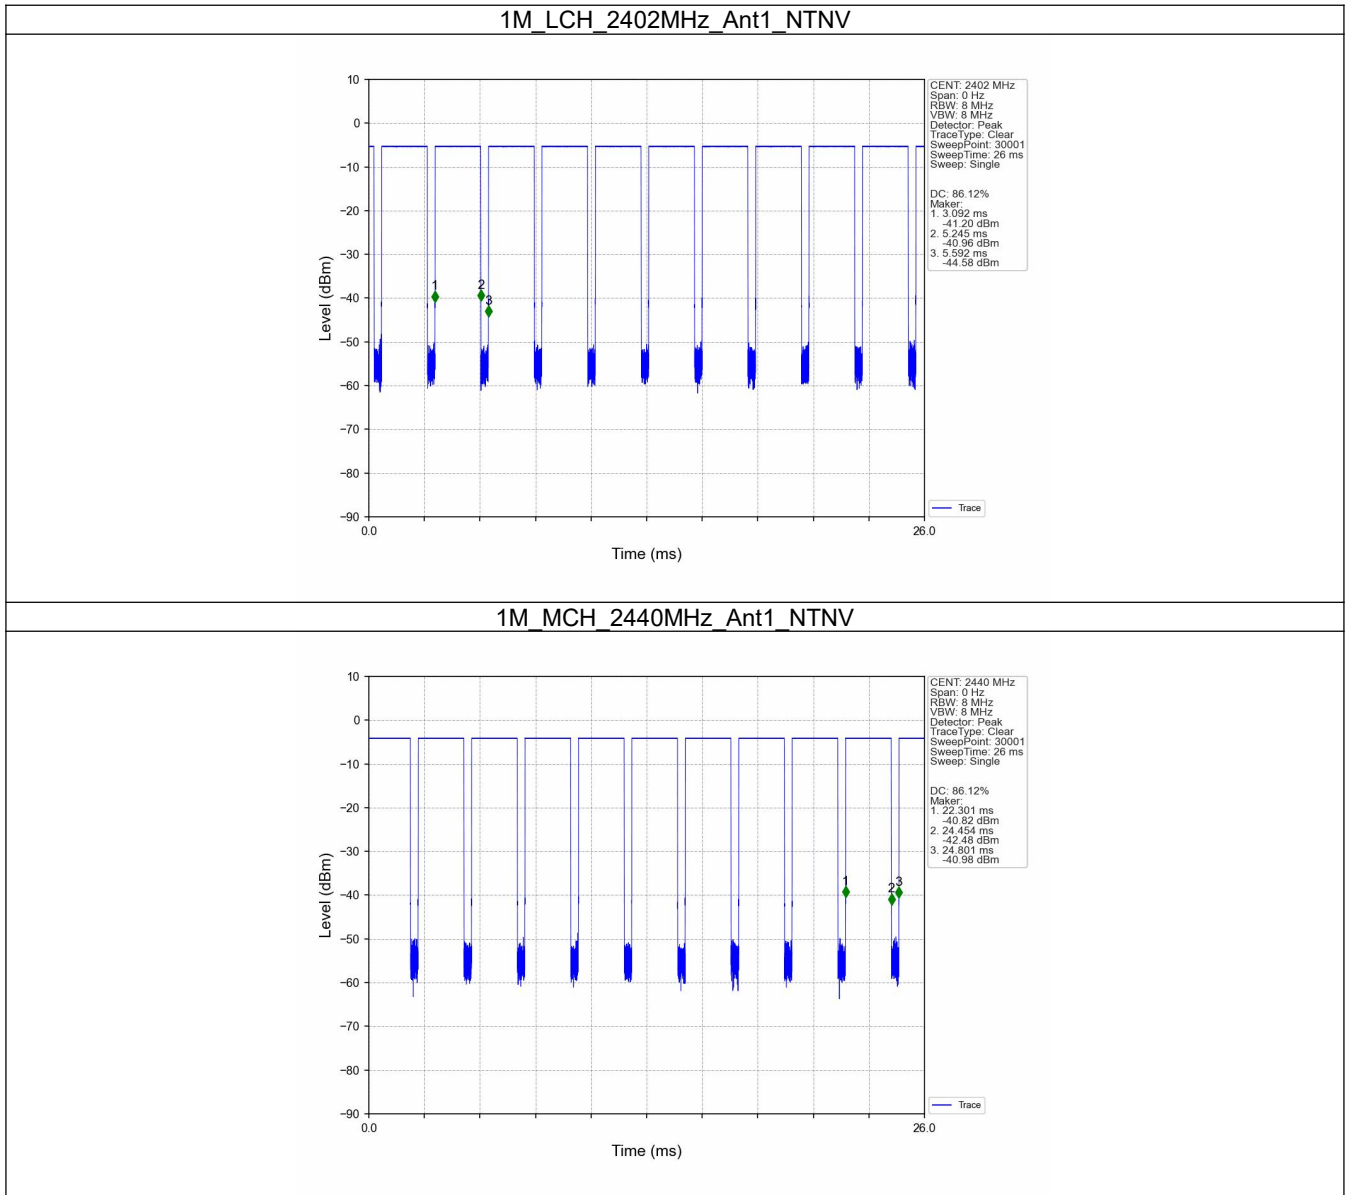 1M_LCH_2402MHz_Ant1_NTNV
10
0
−10
−20
−30
−40
−50
−60
−70
−80
−90
Level (dBm)
1
2
3
0.0
26.0
Time (ms)
CENT: 2402 MHz
Span: 0 Hz
RBW: 8 MHz
VBW: 8 MHz
Detector: Peak
TraceType: Clear
SweepPoint: 30001
SweepTime: 26 ms
Sweep: Single
DC: 86.12%
Maker:
1. 3.092 ms
-41.20 dBm
2. 5.245 ms
-40.96 dBm
3. 5.592 ms
-44.58 dBm
Trace
1M_MCH_2440MHz_Ant1_NTNV
10
0
−10
−20
−30
−40
−50
−60
−70
−80
−90
Level (dBm)
1
2
3
0.0
26.0
Time (ms)
CENT: 2440 MHz
Span: 0 Hz
RBW: 8 MHz
VBW: 8 MHz
Detector: Peak
TraceType: Clear
SweepPoint: 30001
SweepTime: 26 ms
Sweep: Single
DC: 86.12%
Maker:
1. 22.301 ms
-40.82 dBm
2. 24.454 ms
-42.48 dBm
3. 24.801 ms
-40.98 dBm
Trace